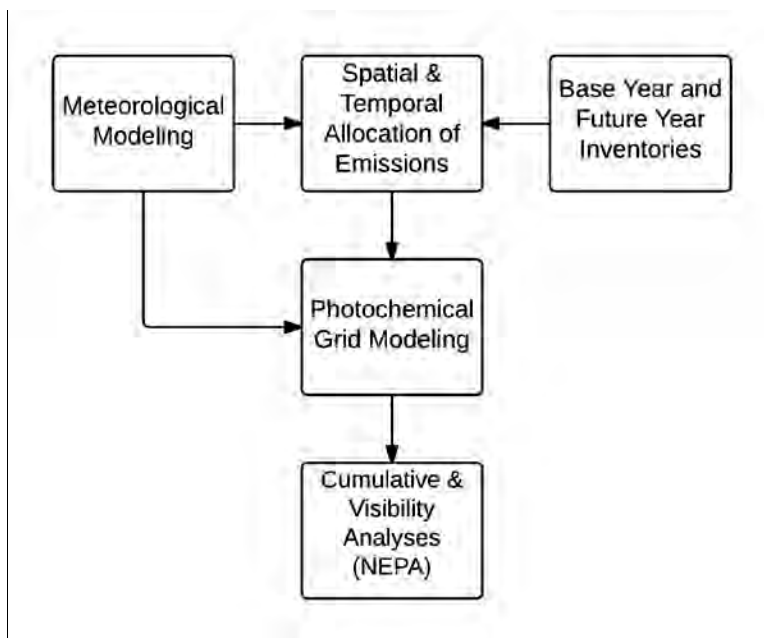 Meteorological
Modeling
Spatial &
Temporal
Allocation of
Emissions
Base Year and
Future Year
Inventories
Photochemical
Grid Modeling
Cumulative &
Visibility
Analyses
(NEPA)